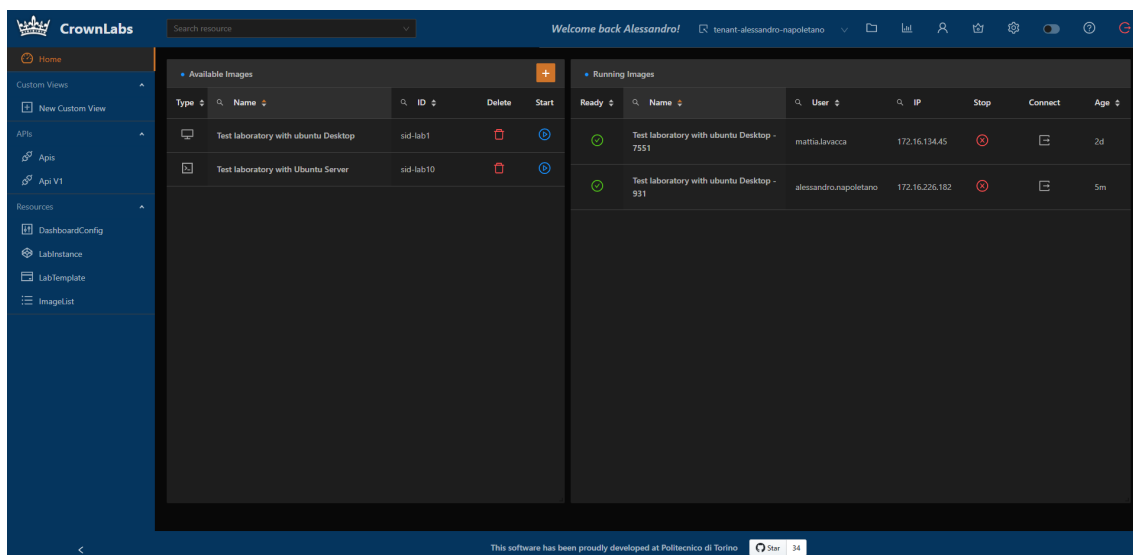 CrownLabs
Search resource
Welcome back Alessandro!
tenant-alessandro-napoletano
Home
Custom Views
New Custom View
APIs
Apis
Api V1
Resources
DashboardConfig
LabInstance
LabTemplate
ImageList
Available Images
Type Name ID Delete Start
Test laboratory with ubuntu Desktop sid-lab1
Test laboratory with Ubuntu Server sid-lab10
Running Images
Ready Name User IP Stop Connect Age
Test laboratory with ubuntu Desktop -
7551
mattia.lavacca 172.16.134.45 2d
Test laboratory with ubuntu Desktop -
931
alessandro.napoletano 172.16.226.182 5m
This software has been proudly developed at Politecnico di Torino
Star 34